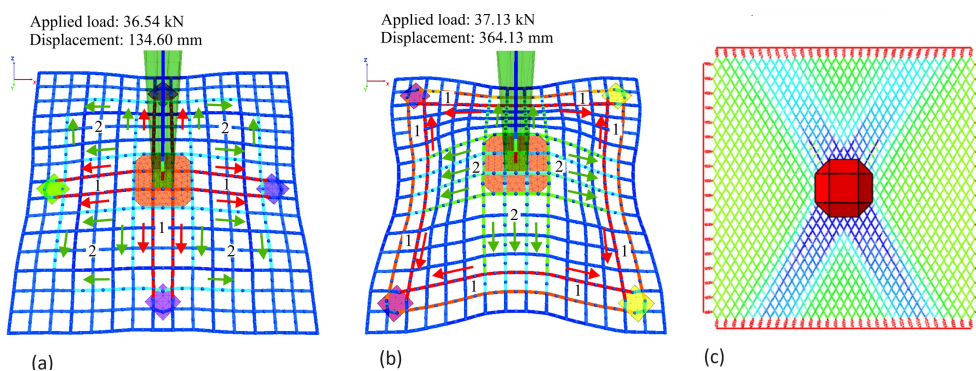 Applied load: 36.54 kN
Displacement: 134.60 mm
2 2
1 1
1
2 2
(a)
Applied load: 37.13 kN
Displacement: 364.13 mm
1 1
1 1
2 2
2
1 1
1 1
(b)
(c)